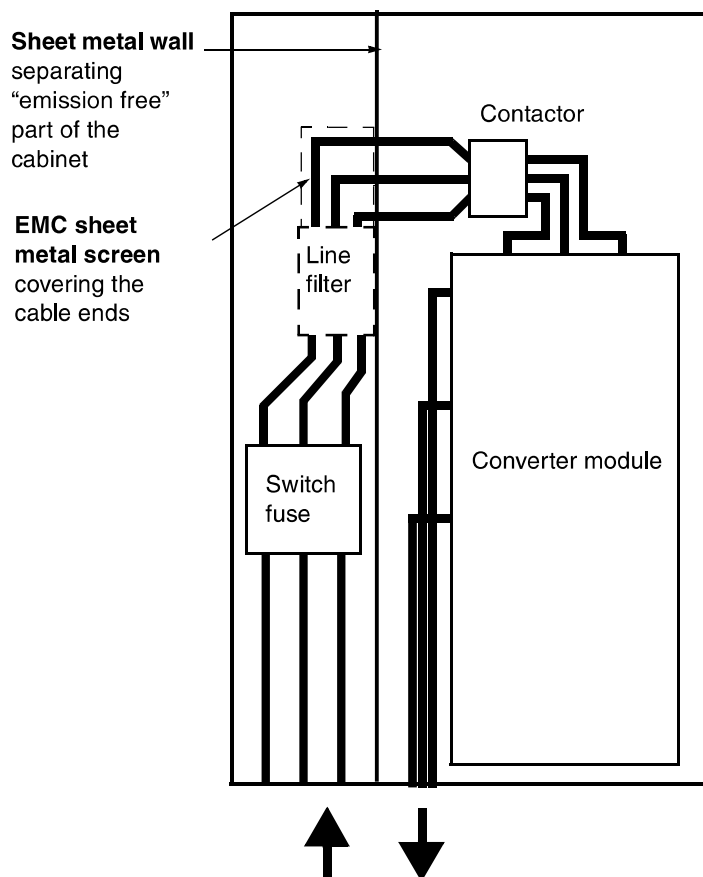 Sheet metal wall
separating
“emission free”
part of the
cabinet
Contactor
EMC sheet
metal screen
covering the
cable ends
Line
filter
Converter module
Switch
fuse